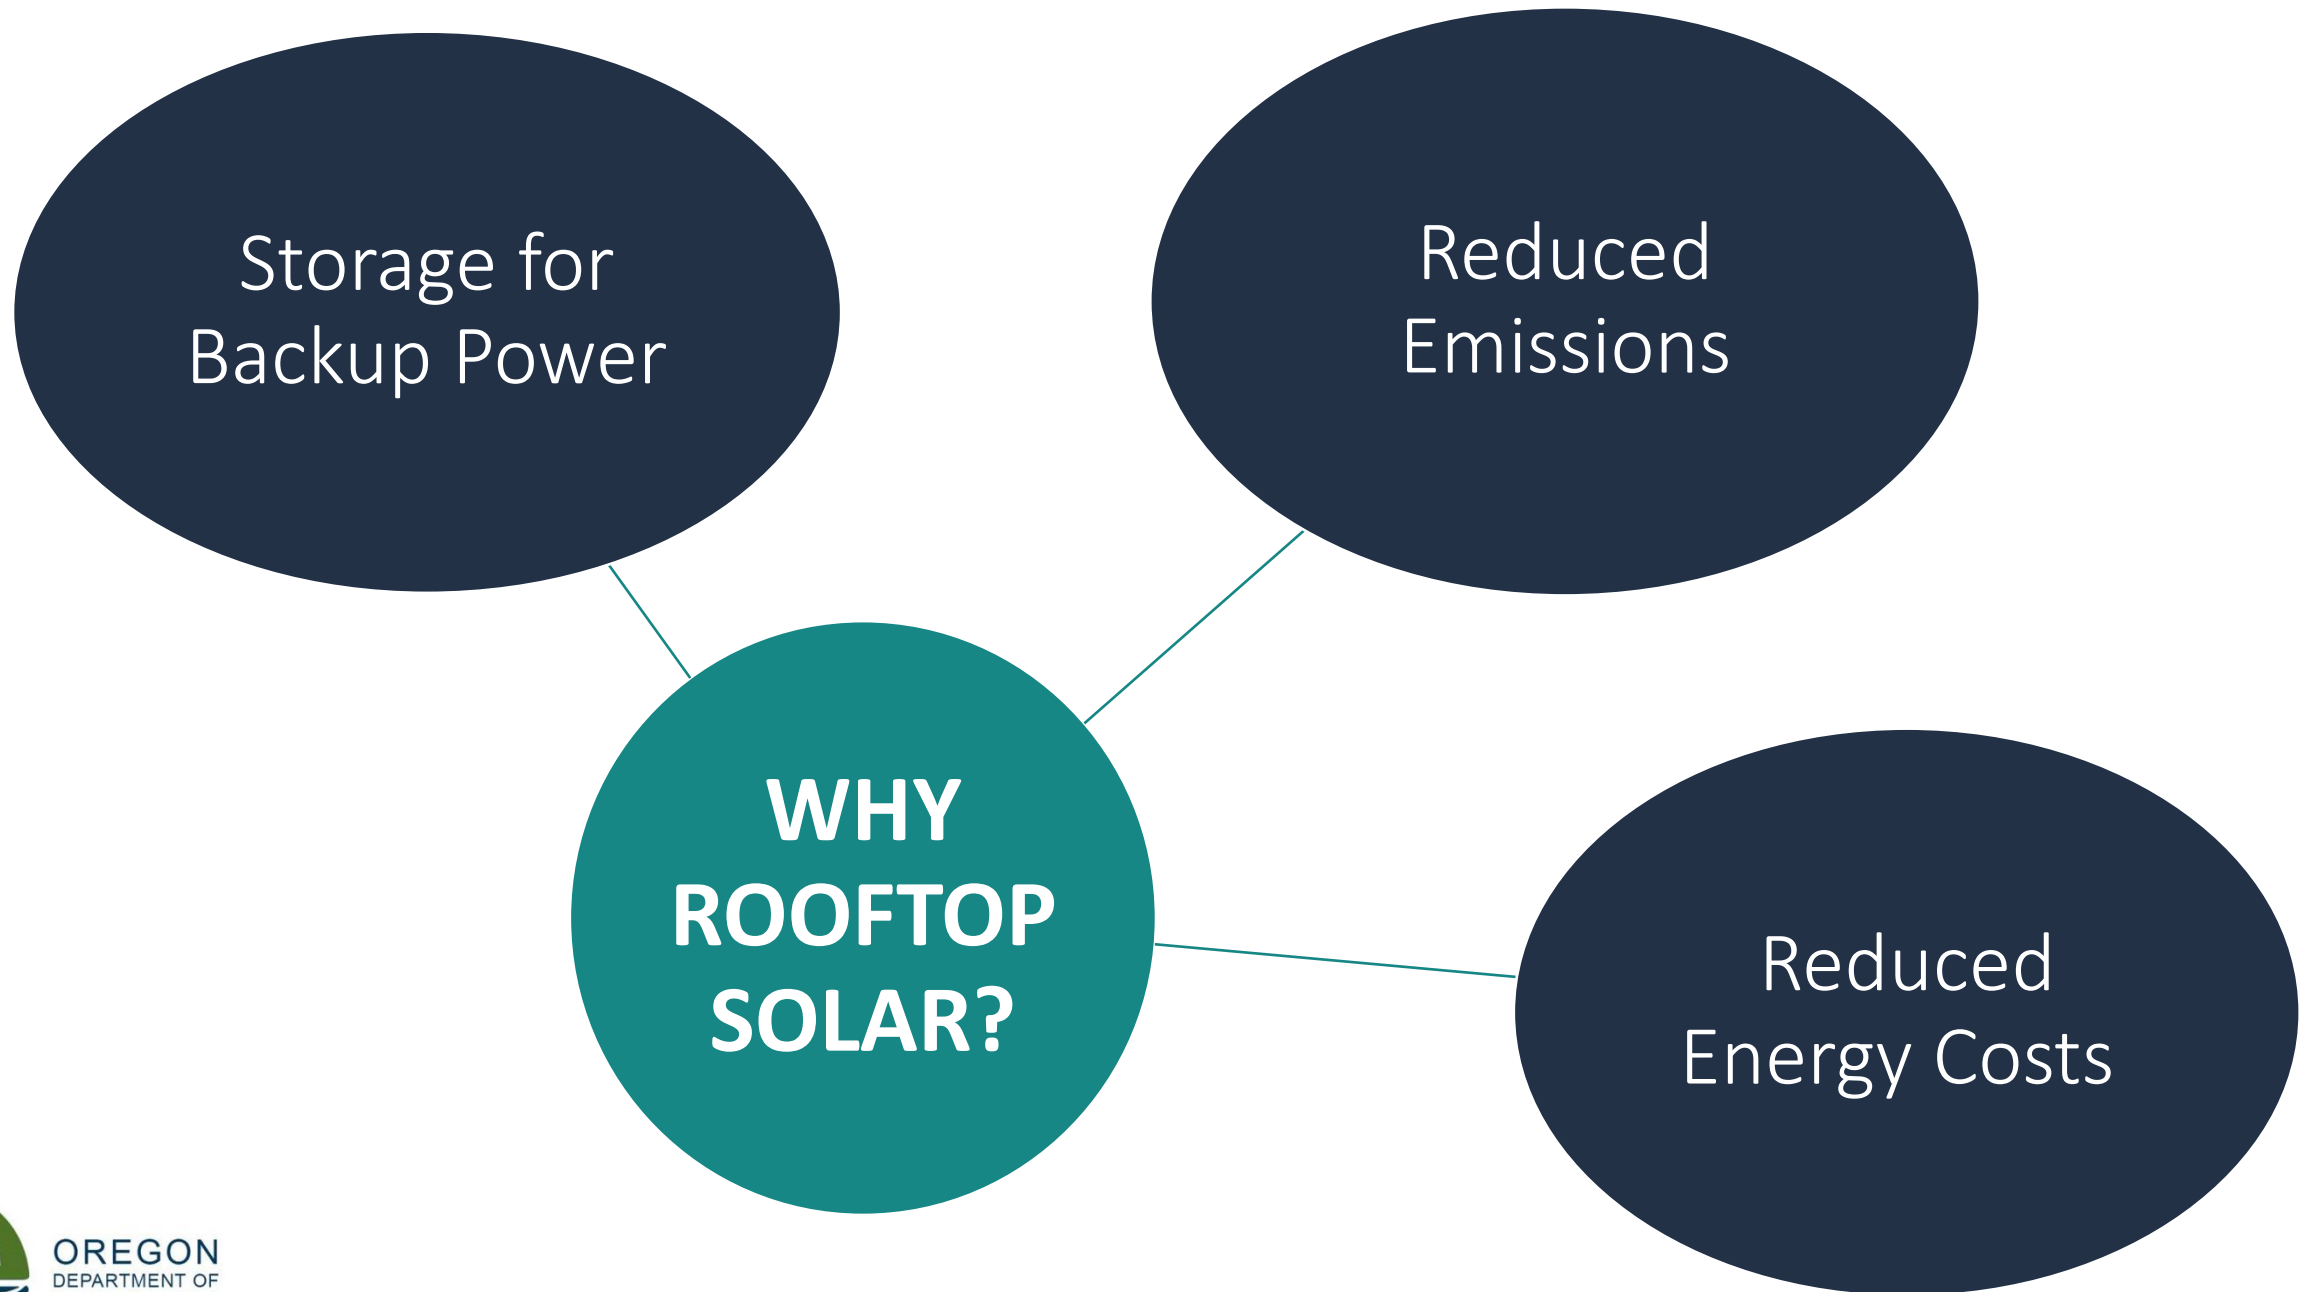 Storage for
Backup Power
Reduced
Emissions
WHY
ROOFTOP
SOLAR?
Reduced
Energy Costs
OREGON
DEPARTMENT OF